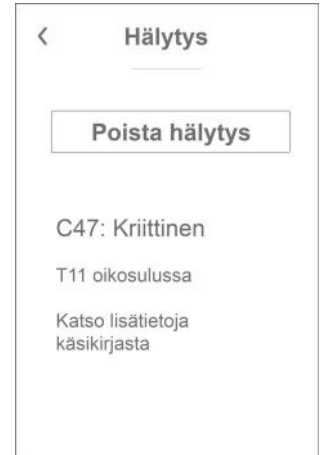 Hälytys
Poista hälytys
C47: Kriittinen
T11 oikosulussa
Katso lisätietoja
käsikirjasta